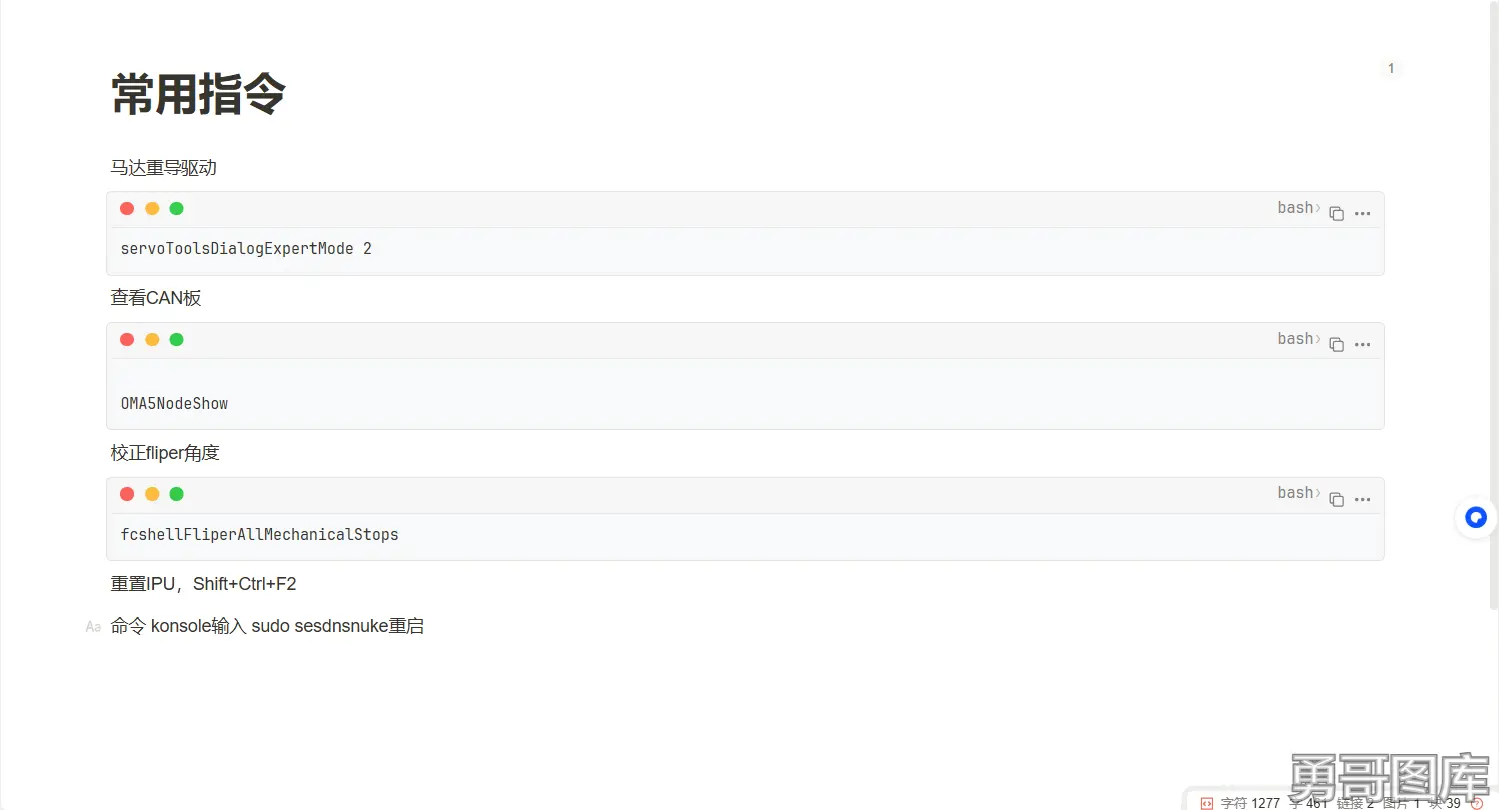 常用指令
1
马达重导驱动
bash
servoToolsDialogExpertMode 2
查看CAN板
bash
OMA5NodeShow
校正fliper角度
bash
fcshellFliperAllMechanicalStops
重置IPU，Shift+Ctrl+F2
Aa 命令 konsole输入 sudo sesdnsnuke重启
勇哥图库
字符 1277 字 461 链接 2 图片 1 块 39